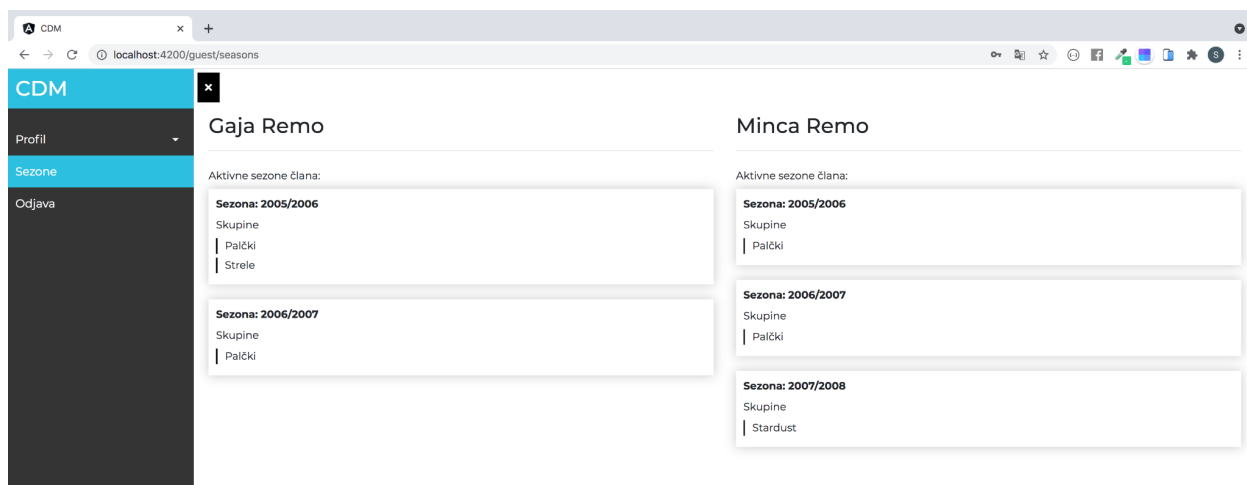 CDM
localhost:4200/guest/seasons
S
CDM
Profil
Sezone
Odjava
Gaja Remo
Aktivne sezone člana:
Sezona: 2005/2006
Skupine
Palčki
Strele
Sezona: 2006/2007
Skupine
Palčki
Minca Remo
Aktivne sezone člana:
Sezona: 2005/2006
Skupine
Palčki
Sezona: 2006/2007
Skupine
Palčki
Sezona: 2007/2008
Skupine
Stardust